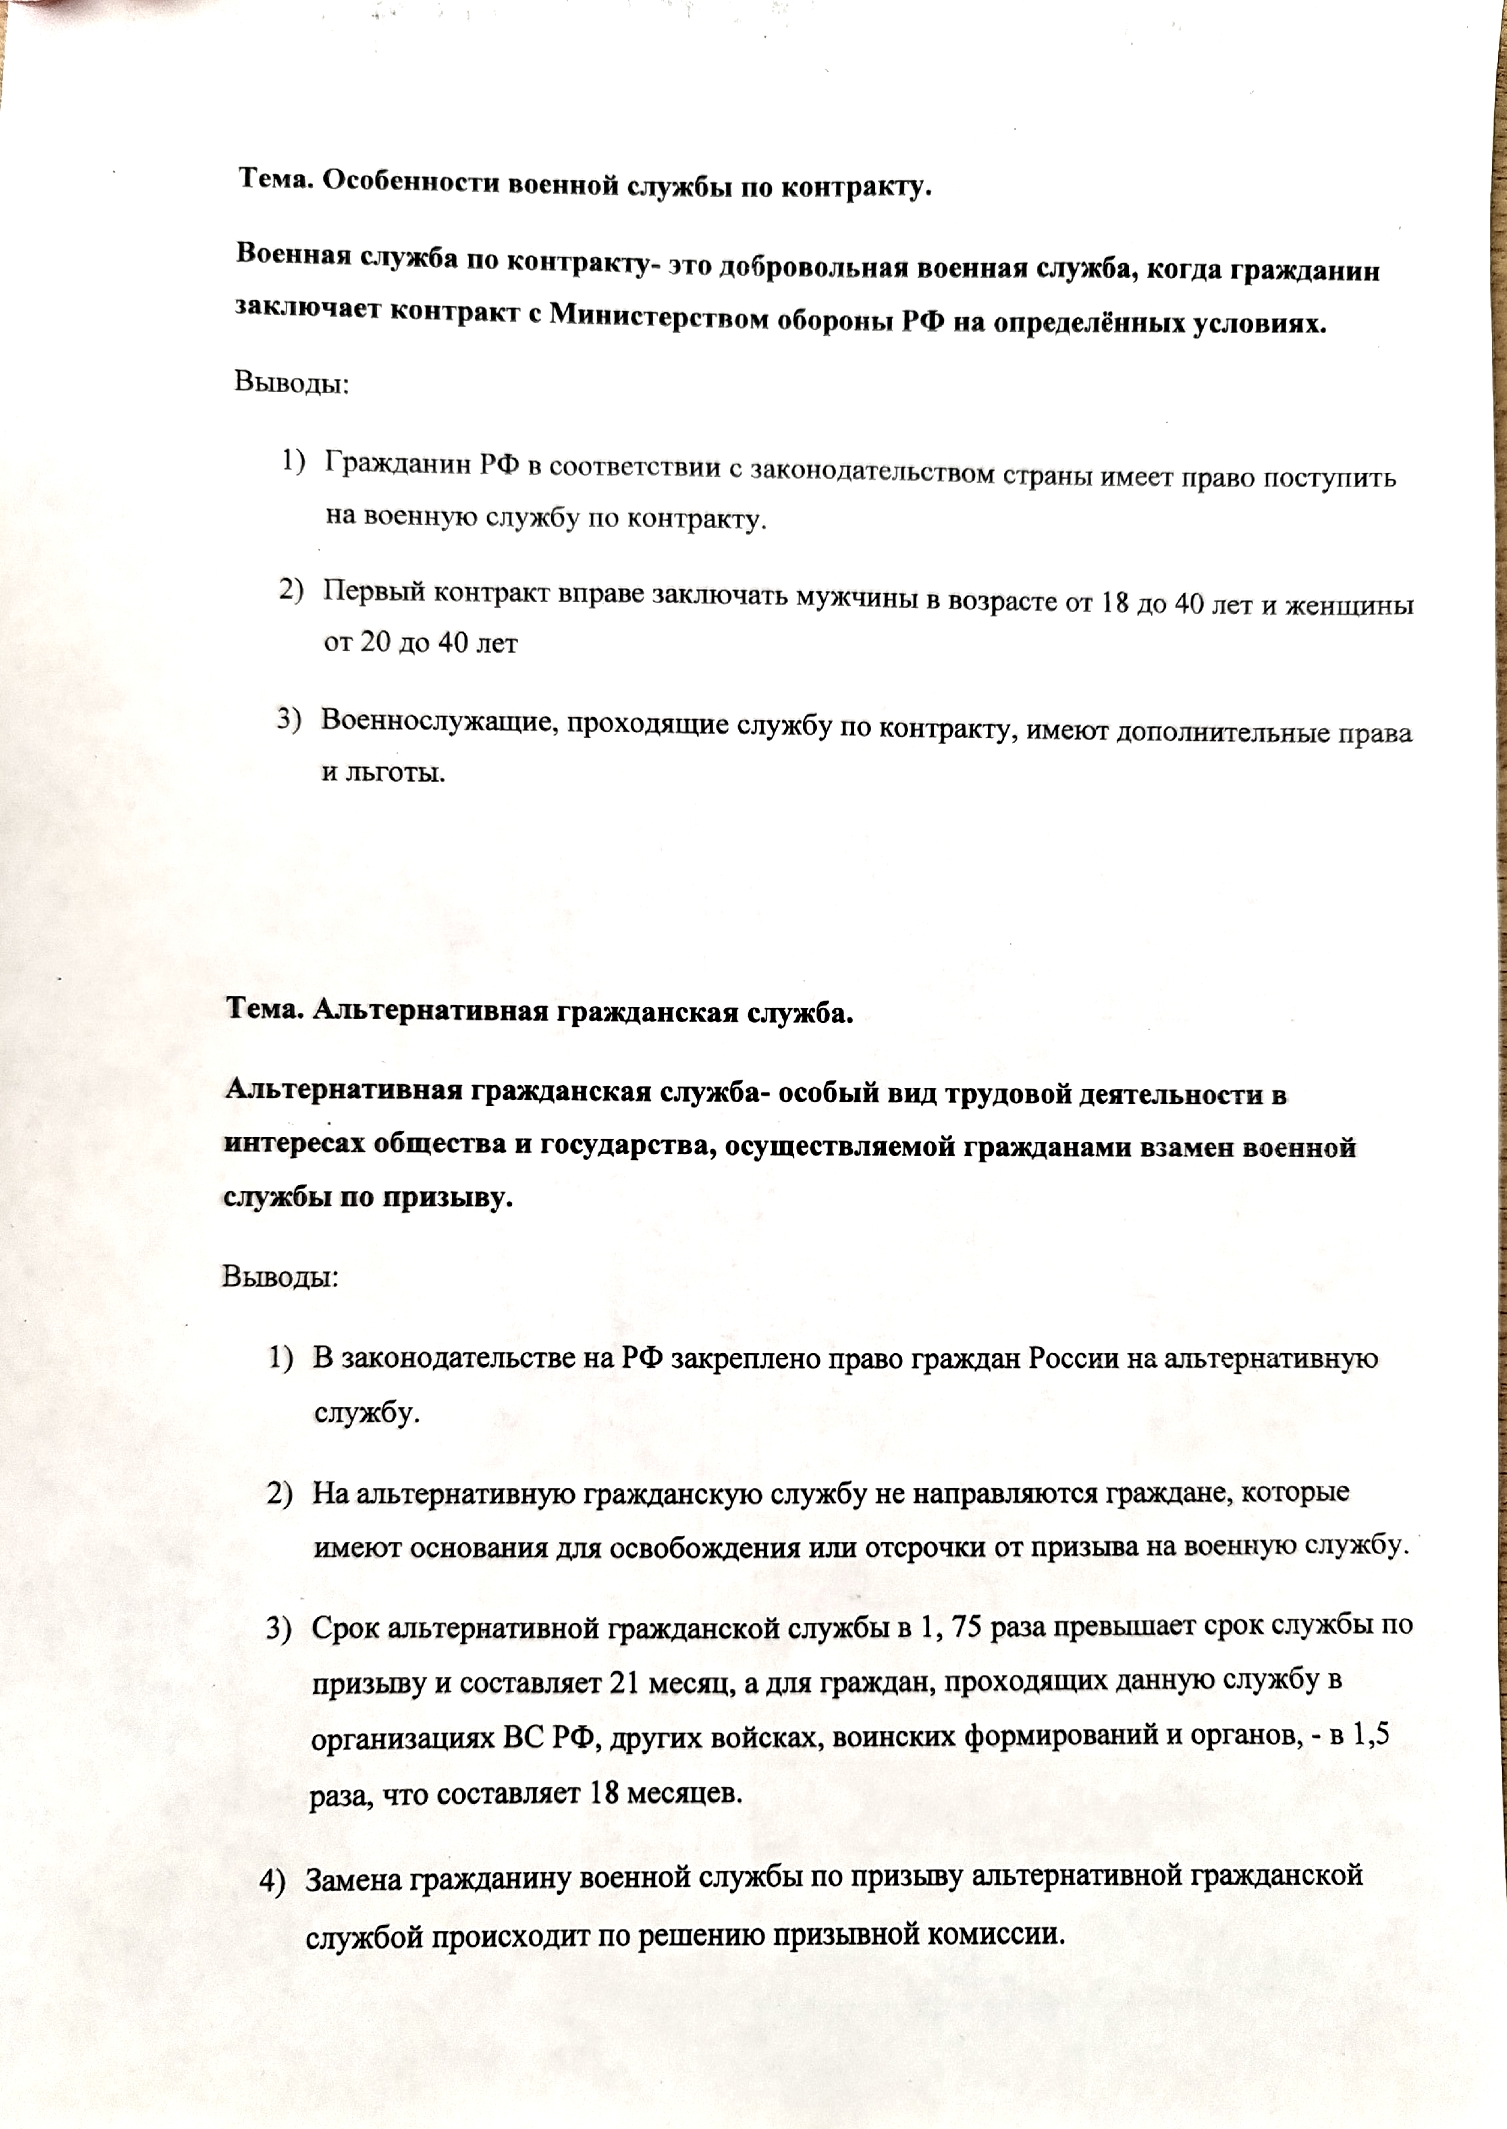 Тема. Особенности военной службы по контракту.
Военная служба по контракту- это добровольная военная служба, когда гражданин
заключает контракт с Министерством обороны РФ на определённых условиях.
Выводы:
1) Гражданин РФ в соответствии с законодательством страны имеет право поступить
на военную службу по контракту.
2) Первый контракт вправе заключать мужчины в возрасте от 18 до 40 лет и женщины
от 20 до 40 лет
3) Военнослужащие, проходящие службу по контракту, имеют дополнительные права
и льготы.
Тема. Альтернативная гражданская служба.
Альтернативная гражданская служба- особый вид трудовой деятельности в
интересах общества и государства, осуществляемой гражданами взамен военной
службы по призыву.
Выводы:
1) В законодательстве на РФ закреплено право граждан России на альтернативную
службу.
2) На альтернативную гражданскую службу не направляются граждане, которые
имеют основания для освобождения или отсрочки от призыва на военную службу.
3) Срок альтернативной гражданской службы в 1, 75 раза превышает срок службы по
призыву и составляет 21 месяц, а для граждан, проходящих данную службу в
организациях ВС РФ, других войсках, воинских формирований и органов, - в 1,5
раза, что составляет 18 месяцев.
4) Замена гражданину военной службы по призыву альтернативной гражданской
службой происходит по решению призывной комиссии.